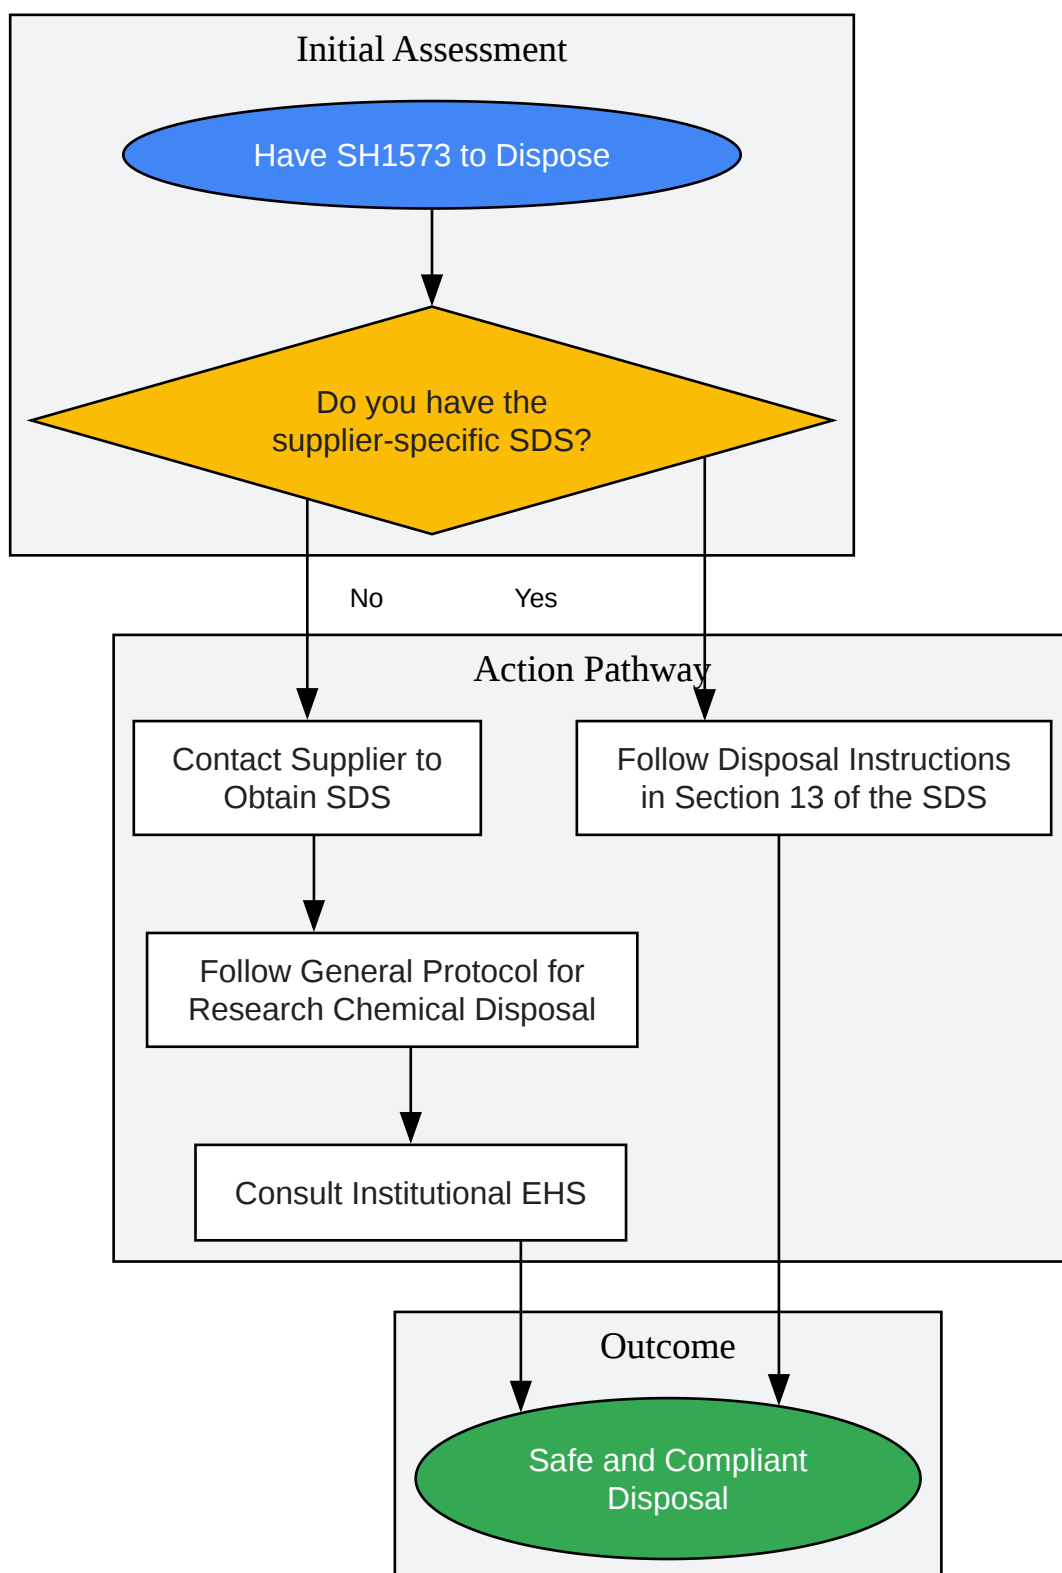 Initial Assessment
Have SH1573 to Dispose
Do you have the
supplier-specific SDS?
No
Yes
Action Pathway
Contact Supplier to
Obtain SDS
Follow Disposal Instructions
in Section 13 of the SDS
Follow General Protocol for
Research Chemical Disposal
Consult Institutional EHS
Outcome
Safe and Compliant
Disposal